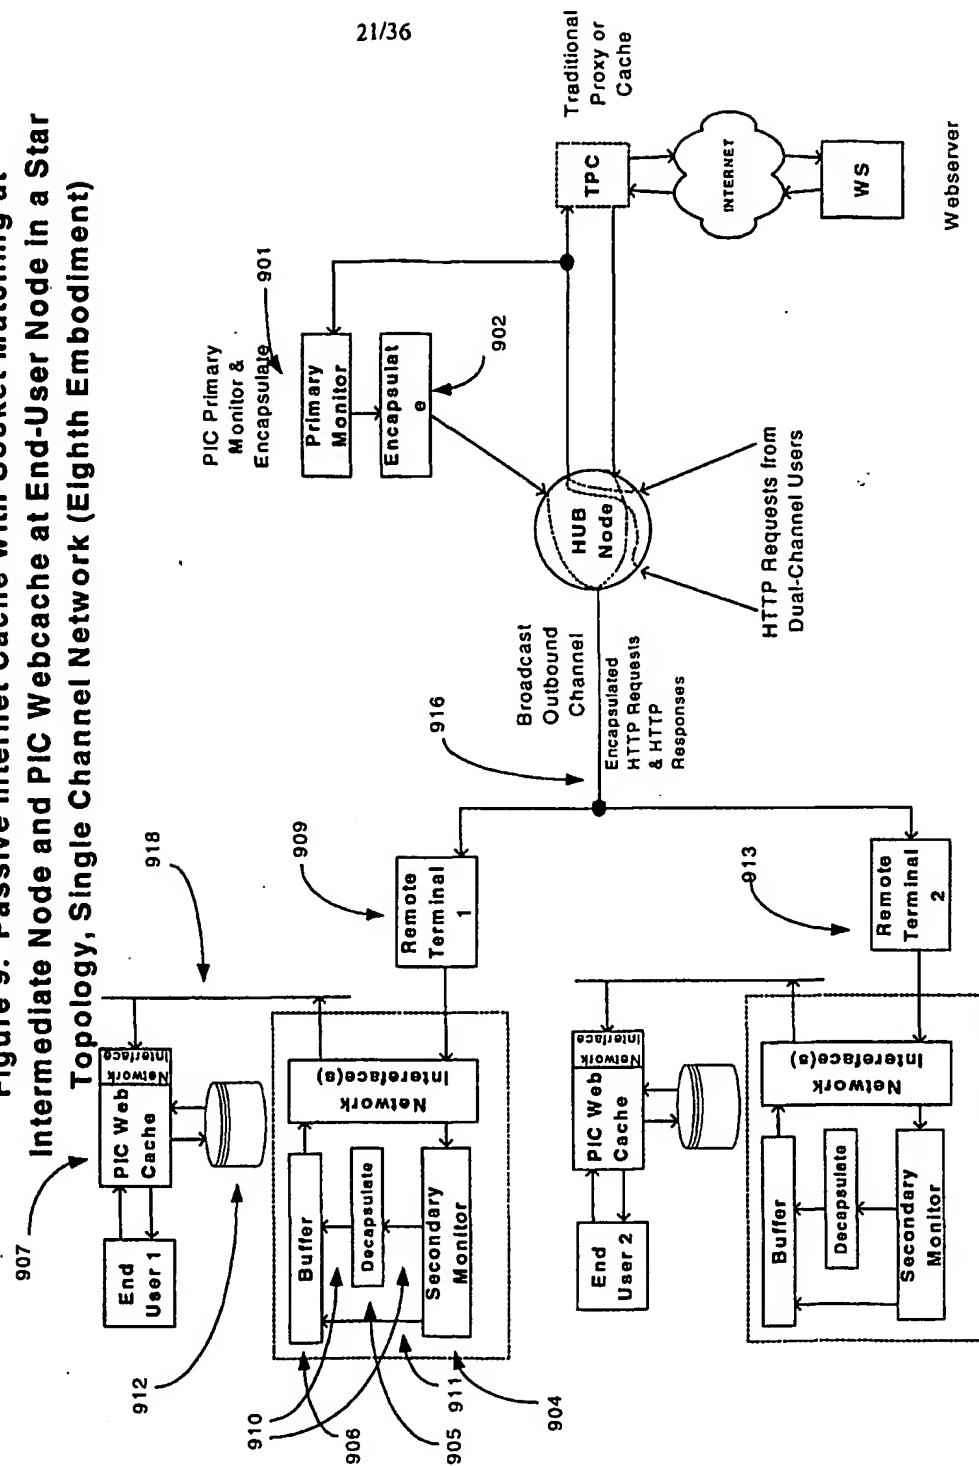 21/36
Figure 9: Passive Internet Cache with Socket Matching at
Intermediate Node and PIC Webcache at End-User Node in a Star
Topology, Single Channel Network (Eighth Embodiment)
907
912
918
End
User 1
PIC Web
Cache
Network
Interface
910
906
905
911
904
Buffer
Decapsulate
Secondary
Monitor
Network
Intereface(s)
909
Remote
Terminal
1
916
Broadcast
Outbound
Channel
Encapsulated
HTTP Requests
& HTTP
Responses
PIC Primary
Monitor &
Encapsulate
901
Primary
Monitor
Encapsulat
e
902
HUB
Node
HTTP Requests from
Dual-Channel Users
Traditional
Proxy or
Cache
TPC
INTERNET
WS
Webserver
End
User 2
PIC Web
Cache
Network
Interface
913
Remote
Terminal
2
Buffer
Decapsulate
Secondary
Monitor
Network
Intereface(s)